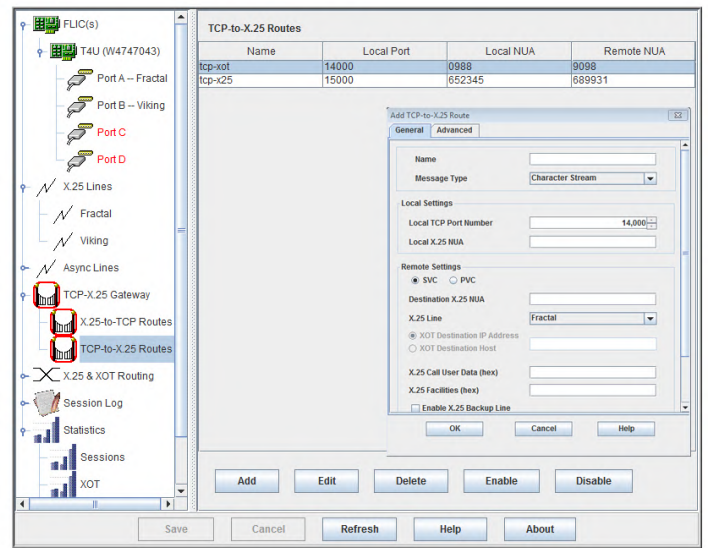 FLIC(s)
T4U (W4747043)
Port A -- Fractal
Port B -- Viking
Port C
Port D
X.25 Lines
Fractal
Viking
Async Lines
TCP-X.25 Gateway
X.25-to-TCP Routes
TCP-to-X.25 Routes
X.25 & XOT Routing
Session Log
Statistics
Sessions
XOT
TCP-to-X.25 Routes
Name Local Port Local NUA Remote NUA
tcp-xot 14000 0988 9098
tcp-x25 15000 652345 689931
Add TCP-to-X.25 Route
General Advanced
Name
Message Type Character Stream
Local Settings
Local TCP Port Number 14,000
Local X.25 NUA
Remote Settings
SVC PVC
Destination X.25 NUA
X.25 Line Fractal
XOT Destination IP Address
XOT Destination Host
X.25 Call User Data (hex)
X.25 Facilities (hex)
Enable X.25 Backup Line
OK Cancel Help
Add Edit Delete Enable Disable
Save Cancel Refresh Help About